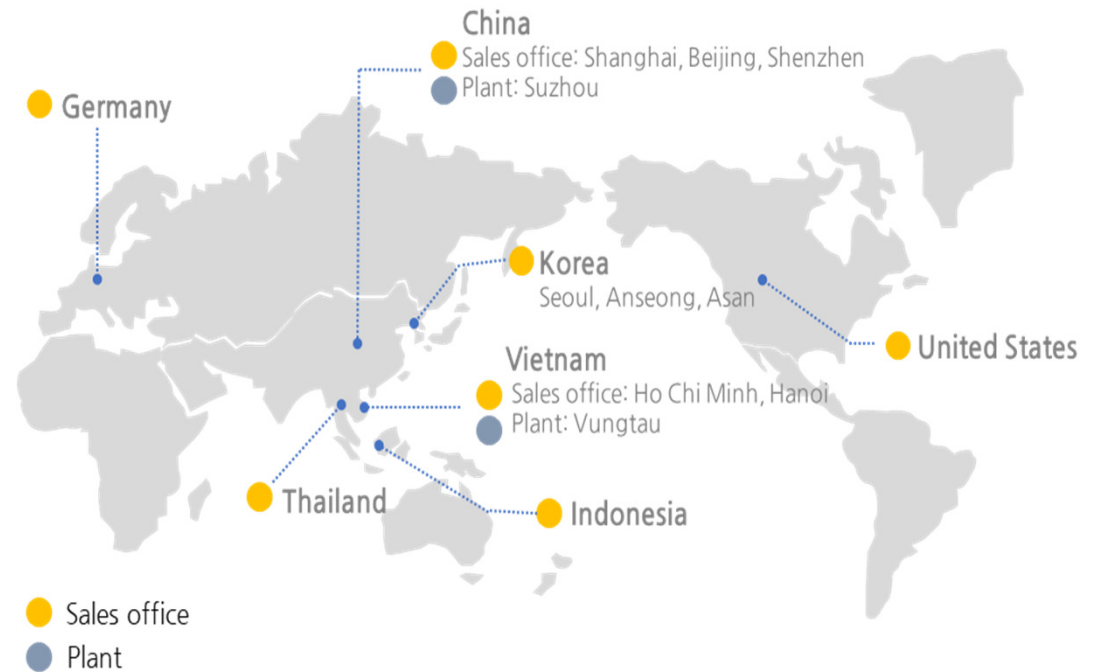 China
Sales office: Shanghai, Beijing, Shenzhen
Plant: Suzhou
Germany
Korea
Seoul, Anseong, Asan
United States
Vietnam
Sales office: Ho Chi Minh, Hanoi
Plant: Vungtau
Thailand
Indonesia
Sales office
Plant